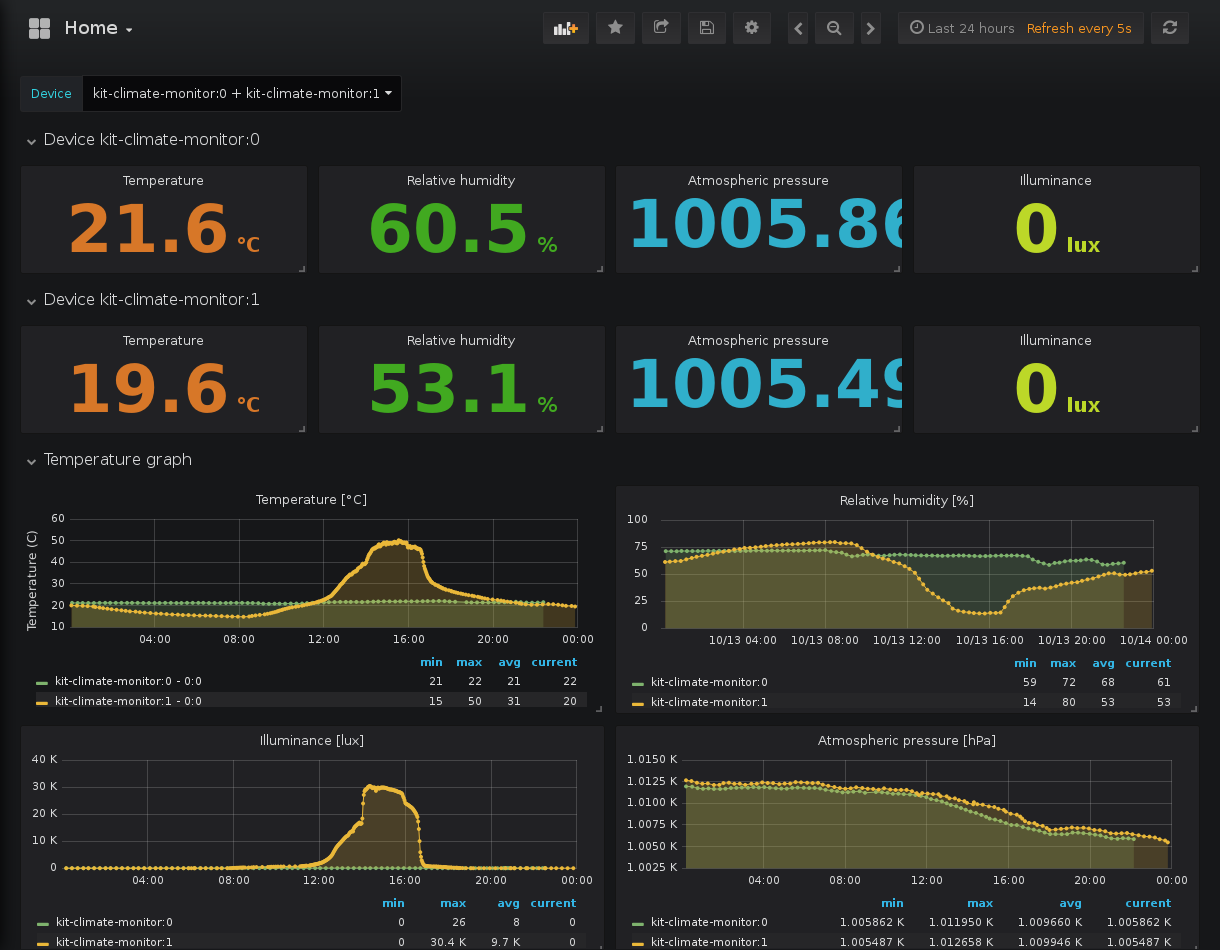 Home
Last 24 hours Refresh every 5s
Device kit-climate-monitor:0 + kit-climate-monitor:1
Device kit-climate-monitor:0
Temperature Relative humidity Atmospheric pressure Illuminance
21.6 °C 60.5 % 1005.86 0 lux
Device kit-climate-monitor:1
Temperature Relative humidity Atmospheric pressure Illuminance
19.6 °C 53.1 % 1005.49 0 lux
Temperature graph
Temperature [°C]
Temperature (C)
60
50
40
30
20
10
04:00 08:00 12:00 16:00 20:00 00:00
min max avg current
kit-climate-monitor:0 - 0:0 21 22 21 22
kit-climate-monitor:1 - 0:0 15 50 31 20
Relative humidity [%]
100
75
50
25
0
10/13 04:00 10/13 08:00 10/13 12:00 10/13 16:00 10/13 20:00 10/14 00:00
min max avg current
kit-climate-monitor:0 59 72 68 61
kit-climate-monitor:1 14 80 53 53
Illuminance [lux]
40 K
30 K
20 K
10 K
0
04:00 08:00 12:00 16:00 20:00 00:00
min max avg current
kit-climate-monitor:0 0 26 8 0
kit-climate-monitor:1 0 30.4 K 9.7 K 0
Atmospheric pressure [hPa]
1.0150 K
1.0125 K
1.0100 K
1.0075 K
1.0050 K
1.0025 K
04:00 08:00 12:00 16:00 20:00 00:00
min max avg current
kit-climate-monitor:0 1.005862 K 1.011950 K 1.009660 K 1.005862 K
kit-climate-monitor:1 1.005487 K 1.012658 K 1.009946 K 1.005487 K